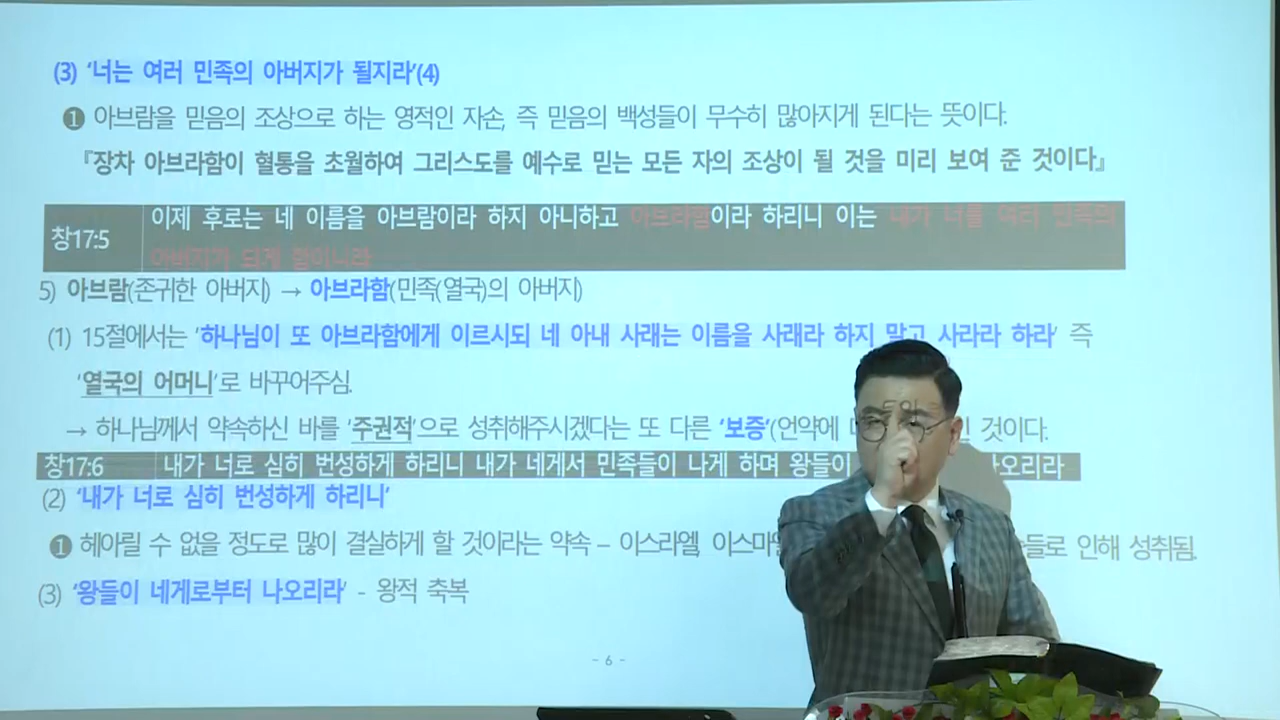 (3) ‘너는 여러 민족의 아버지가 될지라’(4)
❶ 아브람을 믿음의 조상으로 하는 영적인 자손, 즉 믿음의 백성들이 무수히 많아지게 된다는 뜻이다.
『장차 아브라함이 혈통을 초월하여 그리스도를 예수로 믿는 모든 자의 조상이 될 것을 미리 보여 준 것이다』
창17:5
이제 후로는 네 이름을 아브람이라 하지 아니하고 아브라함이라 하리니 이는 내가 너를 여러 민족의
아버지가 되게 함이니라
5) 아브람(존귀한 아버지) → 아브라함(민족(열국)의 아버지)
(1) 15절에서는 ‘하나님이 또 아브라함에게 이르시되 네 아내 사래는 이름을 사래라 하지 말고 사라라 하라’ 즉
‘열국의 어머니’로 바꾸어주심.
→ 하나님께서 약속하신 바를 ‘주권적’으로 성취해주시겠다는 또 다른 ‘보증’(언약에 것이다.
창17:6 내가 너로 심히 번성하게 하리니 내가 네게서 민족들이 나게 하며 왕들이 나오리라
(2) ‘내가 너로 심히 번성하게 하리니’
❶ 헤아릴 수 없을 정도로 많이 결실하게 할 것이라는 약속 – 이스라엘, 인해 성취됨.
(3) ‘왕들이 네게로부터 나오리라’ - 왕적 축복
- 6 -